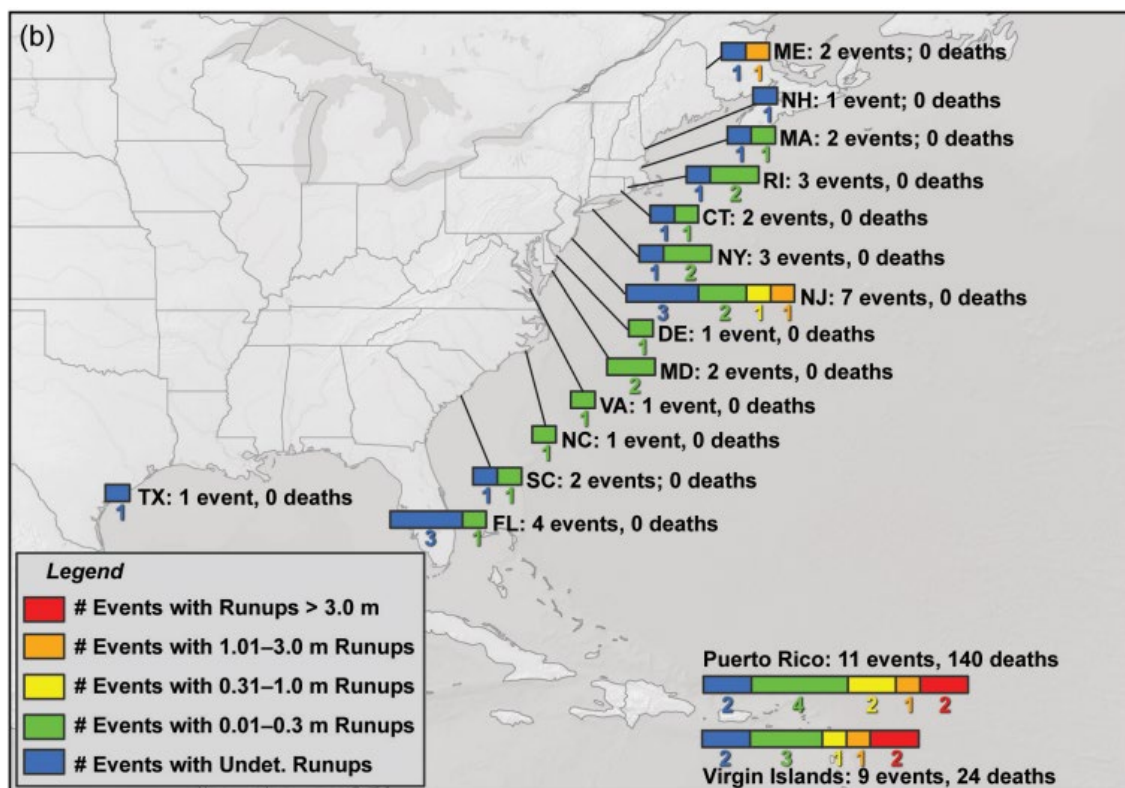 (b)
ME: 2 events; 0 deaths
1 1
NH: 1 event; 0 deaths
1
MA: 2 events; 0 deaths
1 1
RI: 3 events, 0 deaths
1 2
CT: 2 events, 0 deaths
1 1
NY: 3 events, 0 deaths
1 2
NJ: 7 events, 0 deaths
3 2 1 1
DE: 1 event, 0 deaths
1
MD: 2 events, 0 deaths
2
VA: 1 event, 0 deaths
1
NC: 1 event, 0 deaths
1
SC: 2 events; 0 deaths
1 1
TX: 1 event, 0 deaths
1
FL: 4 events, 0 deaths
3 1
Legend
# Events with Runups > 3.0 m
# Events with 1.01–3.0 m Runups
# Events with 0.31–1.0 m Runups
# Events with 0.01–0.3 m Runups
# Events with Undet. Runups
Puerto Rico: 11 events, 140 deaths
2 4 2 1 2
2 3 1 1 2
Virgin Islands: 9 events, 24 deaths